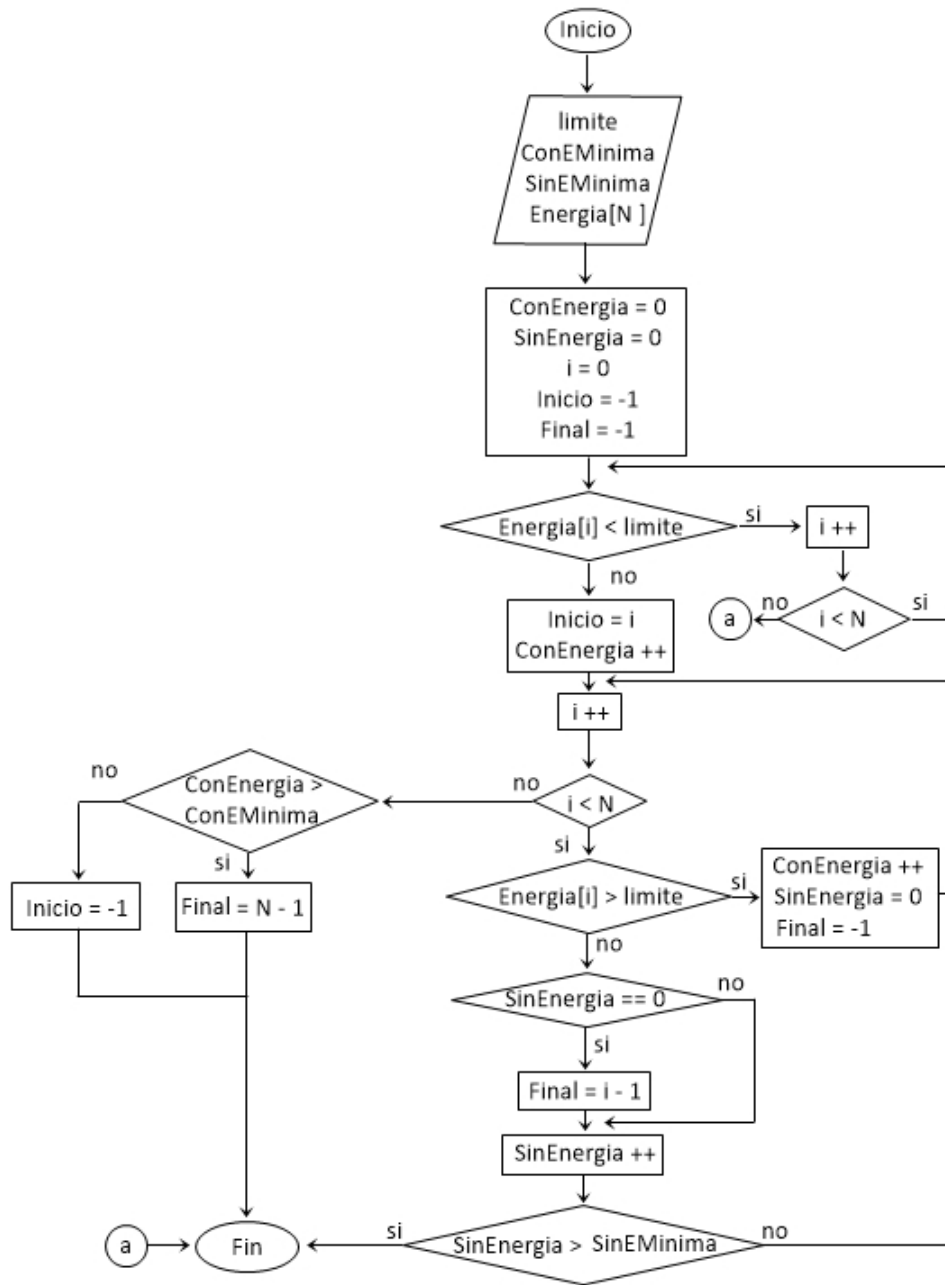 Inicio
limite
ConEMinima
SinEMinima
Energia[N ]
ConEnergia = 0
SinEnergia = 0
i = 0
Inicio = -1
Final = -1
Energia[i] < limite
si
i ++
no
Inicio = i
ConEnergia ++
a
no
i < N
si
i ++
no
ConEnergia >
ConEMinima
no
i < N
si
si
Inicio = -1
Final = N - 1
Energia[i] > limite
si
ConEnergia ++
SinEnergia = 0
Final = -1
no
SinEnergia == 0
no
si
Final = i - 1
SinEnergia ++
a
Fin
si
SinEnergia > SinEMinima
no